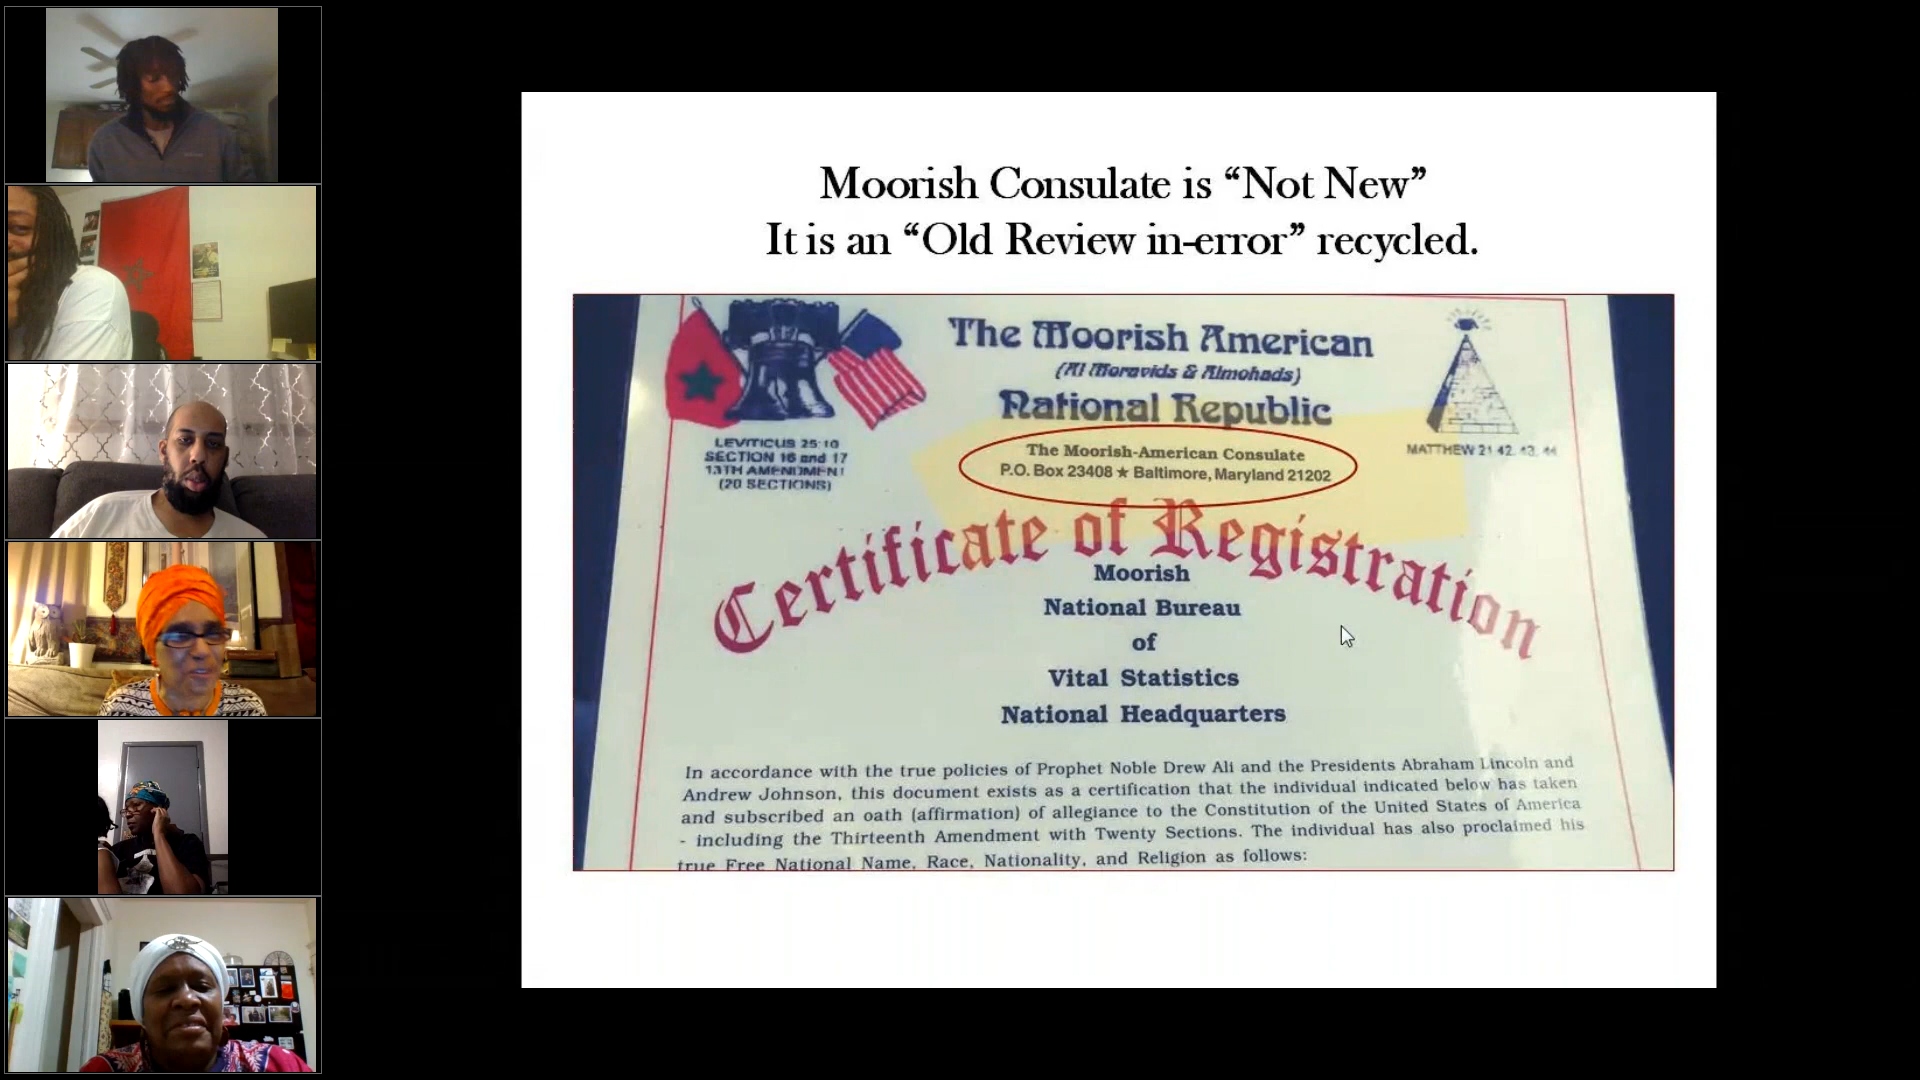 Moorish Consulate is “Not New”
It is an “Old Review in-error” recycled.
The Moorish American
(Al Moravids & Almohads)
National Republic
The Moorish-American Consulate
P.O. Box 23408 ★ Baltimore, Maryland 21202
LEVITICUS 25:10
SECTION 16 and 17
13TH AMENDMENT
(20 SECTIONS)
MATTHEW 21 42, 43, 44
Certificate of Registration
Moorish
National Bureau
of
Vital Statistics
National Headquarters
In accordance with the true policies of Prophet Noble Drew Ali and the Presidents Abraham Lincoln and
Andrew Johnson, this document exists as a certification that the individual indicated below has taken
and subscribed an oath (affirmation) of allegiance to the Constitution of the United States of America
- including the Thirteenth Amendment with Twenty Sections. The individual has also proclaimed his
true Free National Name, Race, Nationality, and Religion as follows: